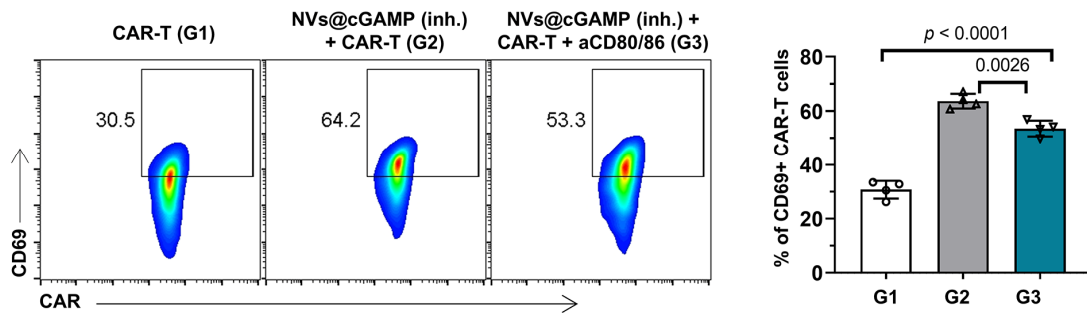 CAR-T (G1)
NVs@cGAMP (inh.)
+ CAR-T (G2)
NVs@cGAMP (inh.) +
CAR-T + aCD80/86 (G3)
30.5
64.2
53.3
CD69
CAR
p < 0.0001
0.0026
% of CD69+ CAR-T cells
80
60
40
20
0
G1
G2
G3